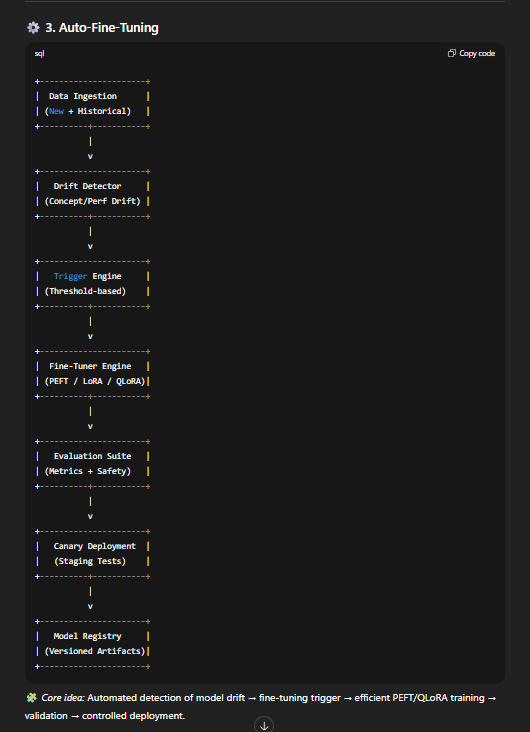 ⚙️ 3. Auto-Fine-Tuning
sql
Copy code
+----------------------+
|  Data Ingestion      |
| (New + Historical)   |
+----------+-----------+
           |
           v
+----------------------+
|   Drift Detector     |
| (Concept/Perf Drift) |
+----------+-----------+
           |
           v
+----------------------+
|   Trigger Engine     |
| (Threshold-based)    |
+----------+-----------+
           |
           v
+----------------------+
|  Fine-Tuner Engine   |
| (PEFT / LoRA / QLoRA)|
+----------+-----------+
           |
           v
+----------------------+
|  Evaluation Suite    |
| (Metrics + Safety)   |
+----------+-----------+
           |
           v
+----------------------+
|   Canary Deployment  |
|   (Staging Tests)    |
+----------+-----------+
           |
           v
+----------------------+
|   Model Registry     |
| (Versioned Artifacts)|
+----------------------+
🧩 Core idea: Automated detection of model drift → fine-tuning trigger → efficient PEFT/QLoRA training →
validation → controlled deployment.